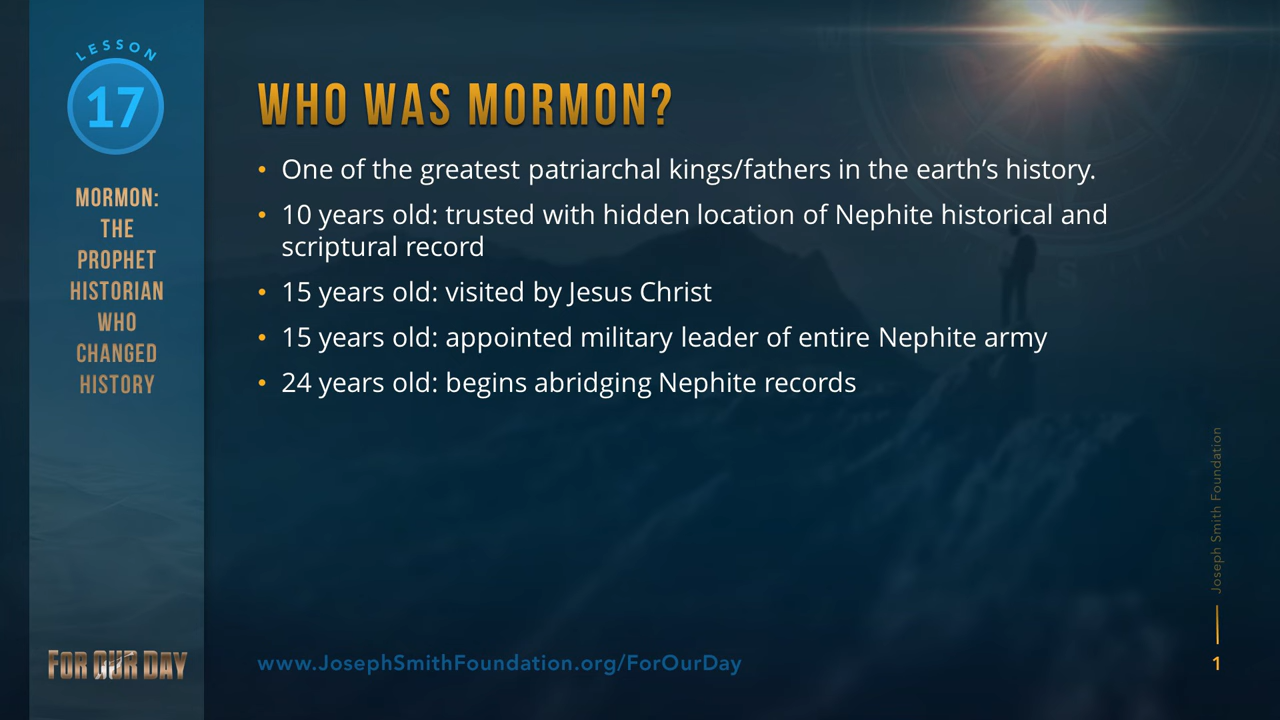 LESSON
17
MORMON:
THE
PROPHET
HISTORIAN
WHO
CHANGED
HISTORY
FOR OUR DAY
WHO WAS MORMON?
• One of the greatest patriarchal kings/fathers in the earth’s history.
• 10 years old: trusted with hidden location of Nephite historical and
scriptural record
• 15 years old: visited by Jesus Christ
• 15 years old: appointed military leader of entire Nephite army
• 24 years old: begins abridging Nephite records
www.JosephSmithFoundation.org/ForOurDay
Joseph Smith Foundation
1